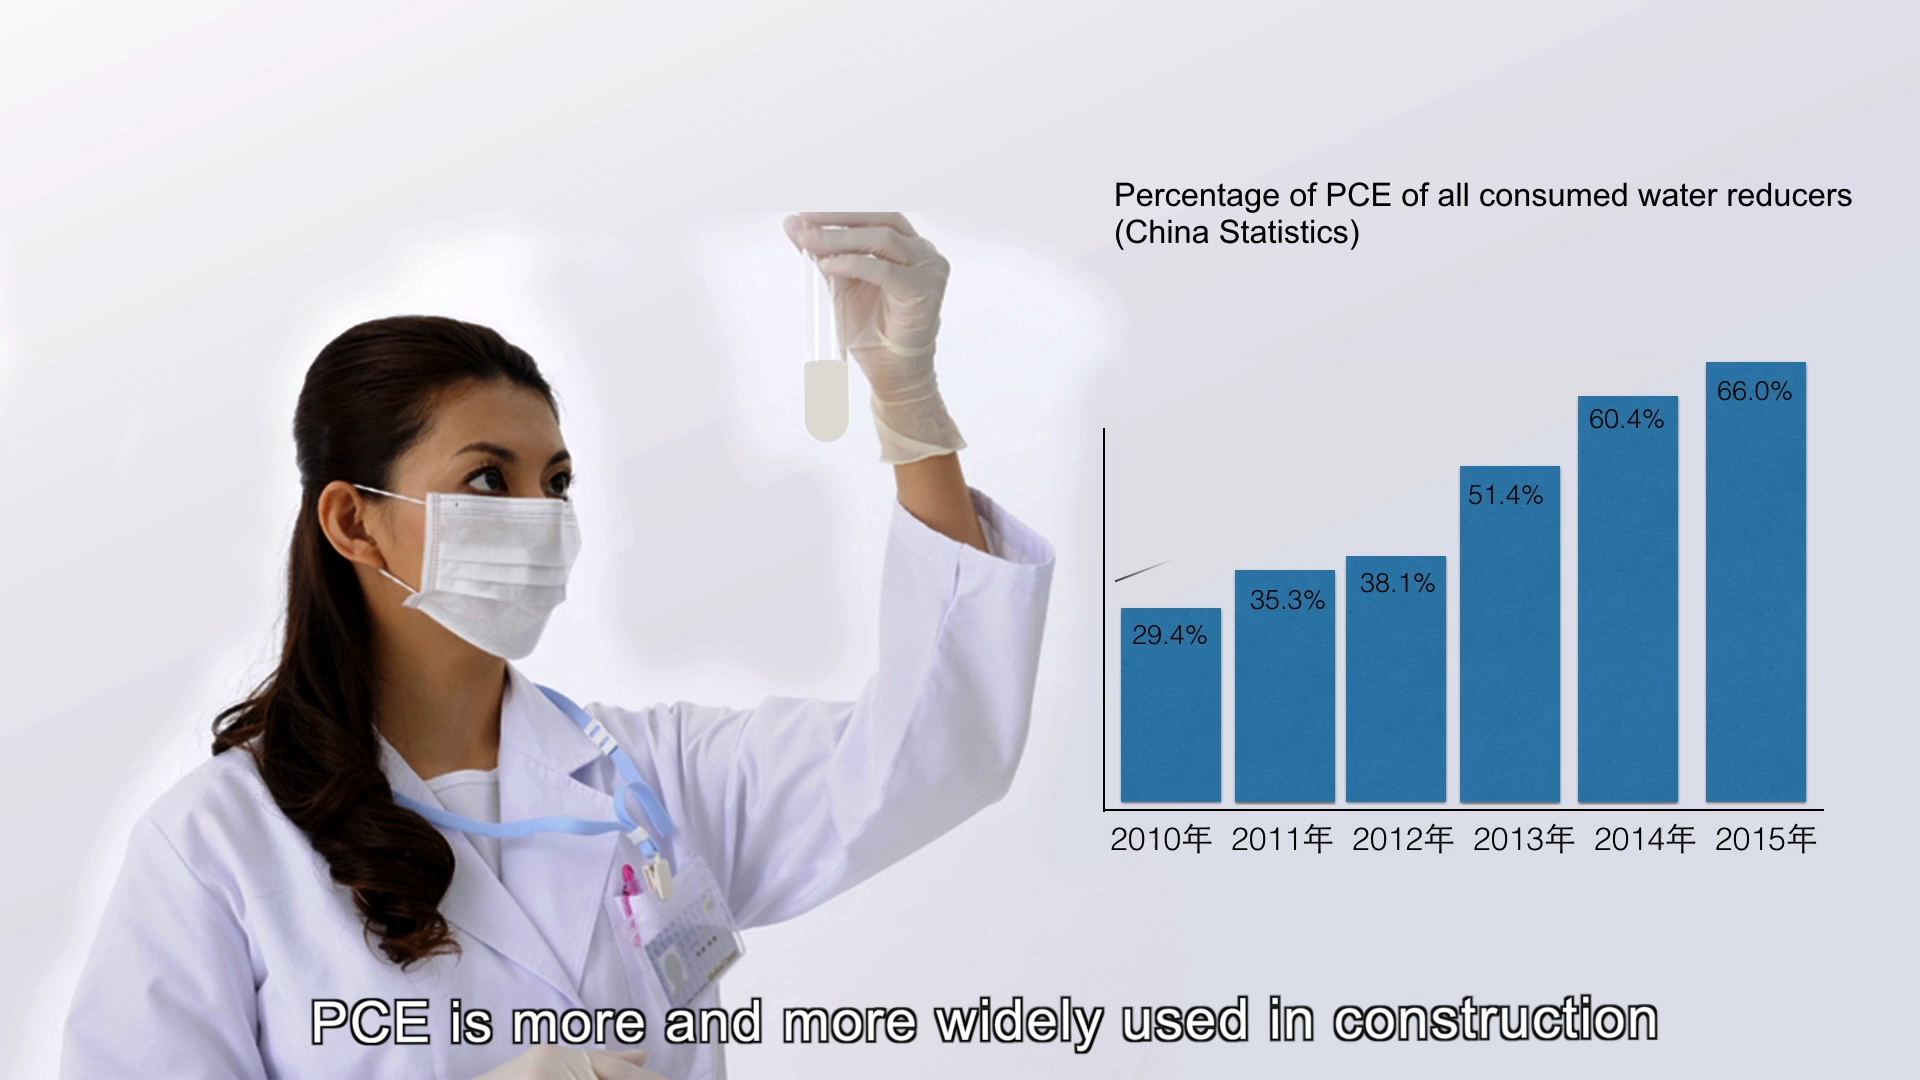 Percentage of PCE of all consumed water reducers
(China Statistics)
66.0%
60.4%
51.4%
38.1%
35.3%
29.4%
2010年 2011年 2012年 2013年 2014年 2015年
PCE is more and more widely used in construction